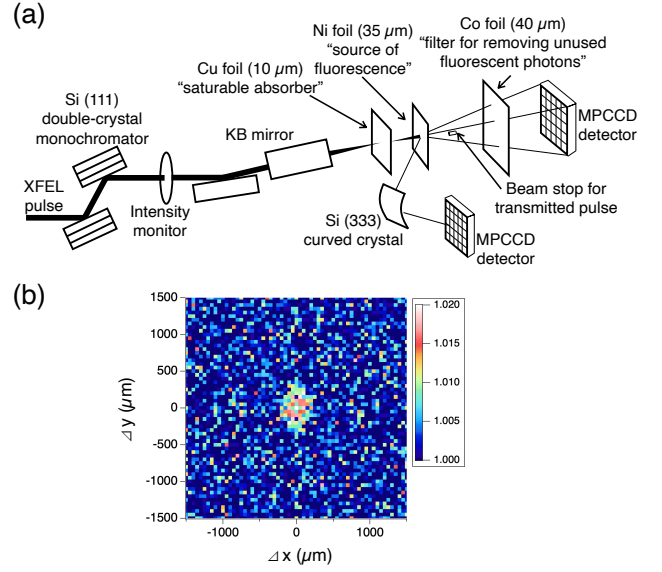 (a)
Ni foil (35 μm)
“source of
fluorescence”
Co foil (40 μm)
“filter for removing unused
fluorescent photons”
Cu foil (10 μm)
“saturable absorber”
Si (111)
double-crystal
monochromator
KB mirror
MPCCD
detector
XFEL
pulse
Intensity
monitor
Beam stop for
transmitted pulse
Si (333)
curved crystal
MPCCD
detector
(b)
1500
1000
500
0
-500
-1000
-1500
⊿ y (μm)
-1000
0
1000
⊿ x (μm)
1.020
1.015
1.010
1.005
1.000